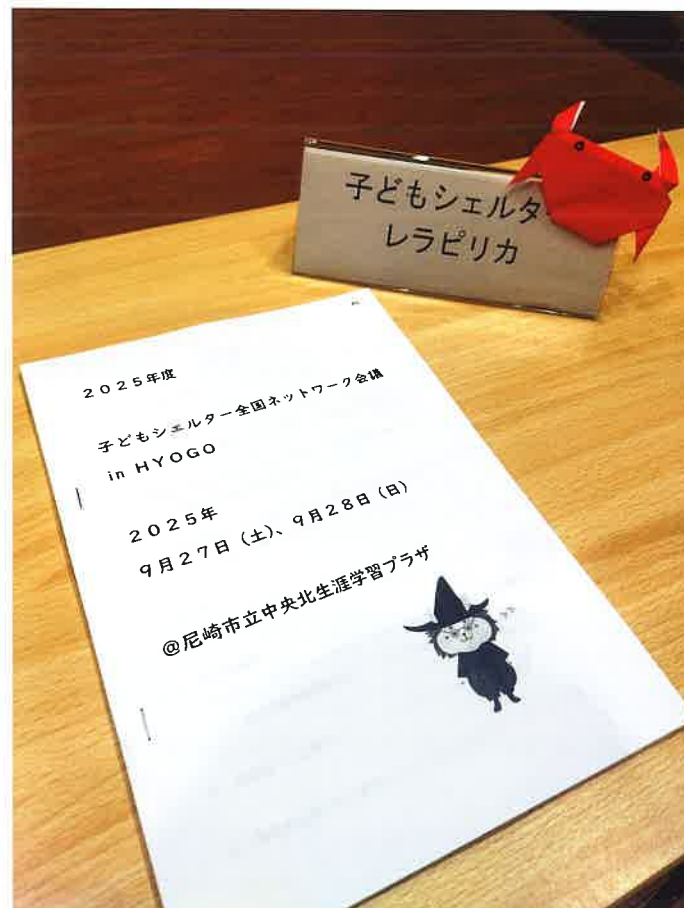 子どもシェルタ
レラピリカ
2025年度
子どもシェルター全国ネットワーク会議
in HYOGO
2025年
9月27日（土）、9月28日（日）
@尼崎市立中央北生涯学習プラザ